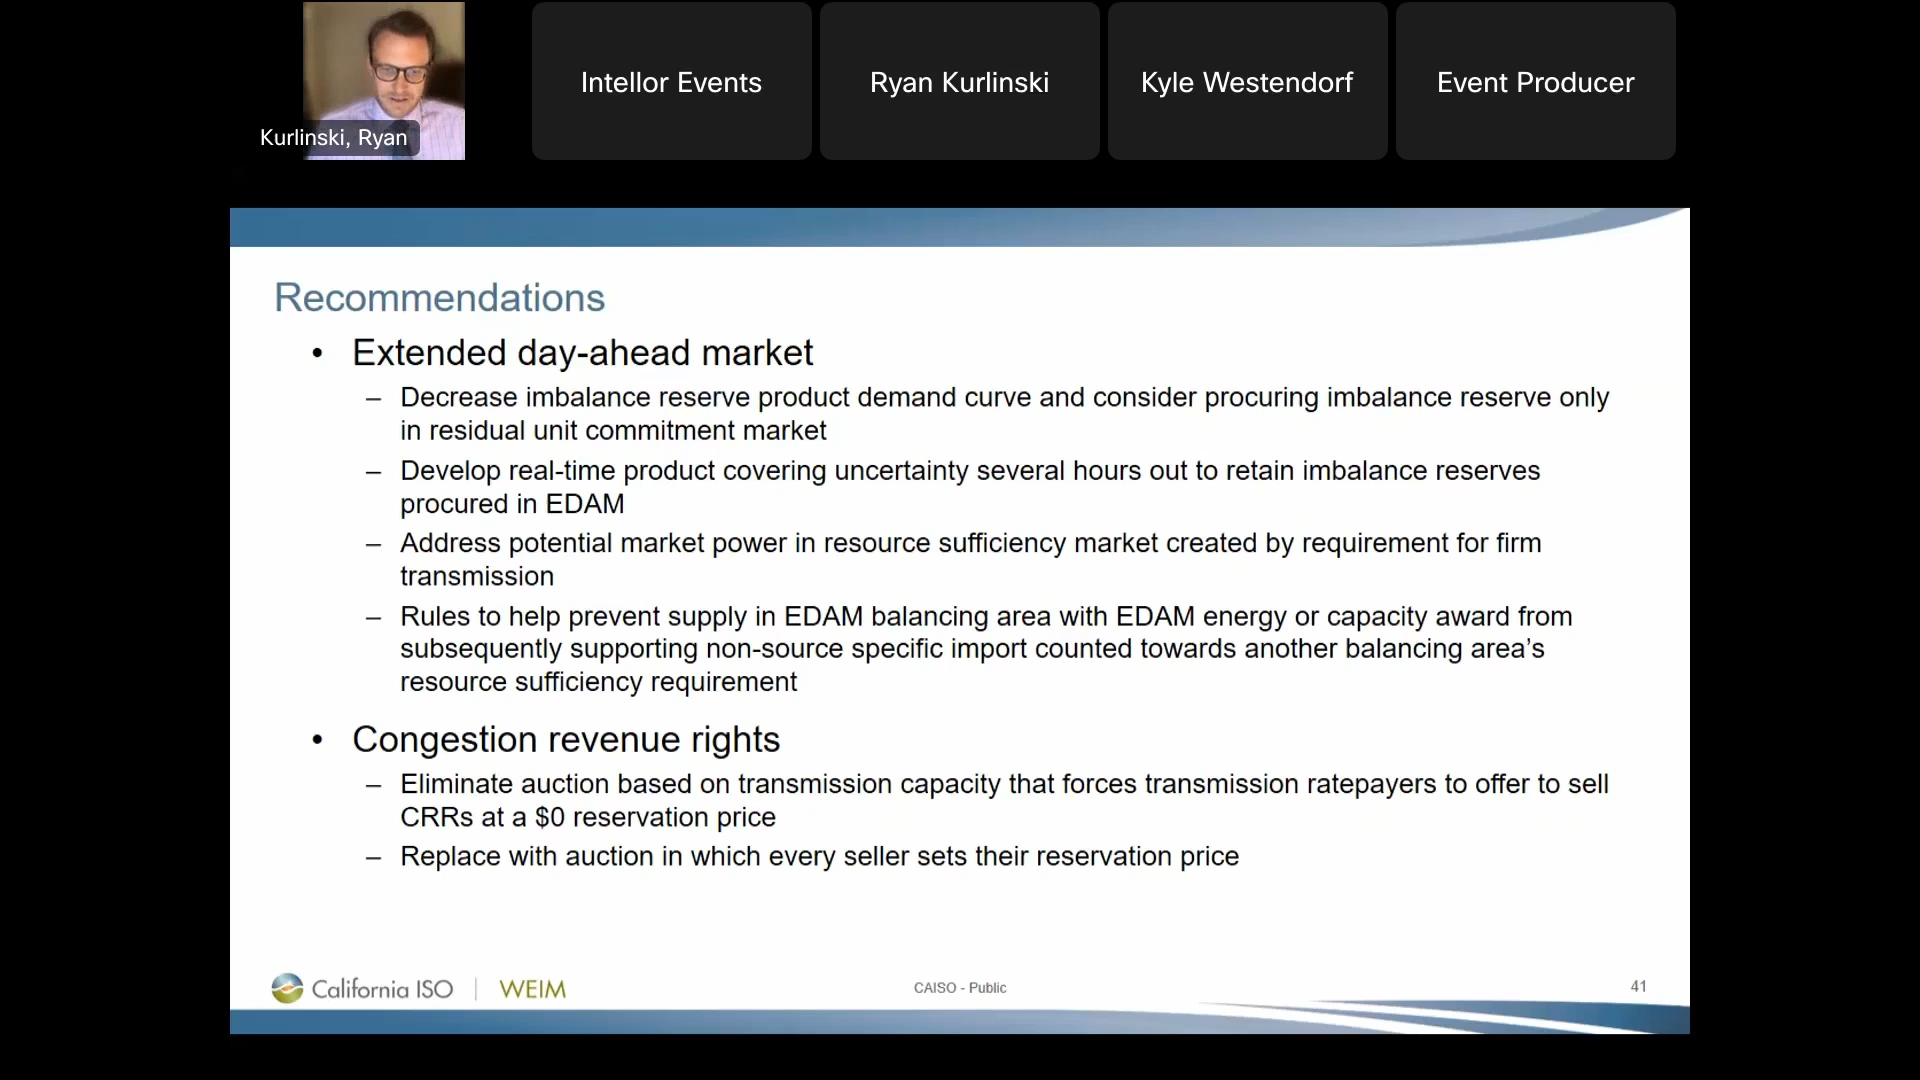 Kurlinski, Ryan
Intellor Events
Ryan Kurlinski
Kyle Westendorf
Event Producer
Recommendations
• Extended day-ahead market
– Decrease imbalance reserve product demand curve and consider procuring imbalance reserve only
in residual unit commitment market
– Develop real-time product covering uncertainty several hours out to retain imbalance reserves
procured in EDAM
– Address potential market power in resource sufficiency market created by requirement for firm
transmission
– Rules to help prevent supply in EDAM balancing area with EDAM energy or capacity award from
subsequently supporting non-source specific import counted towards another balancing area’s
resource sufficiency requirement
• Congestion revenue rights
– Eliminate auction based on transmission capacity that forces transmission ratepayers to offer to sell
CRRs at a $0 reservation price
– Replace with auction in which every seller sets their reservation price
California ISO | WEIM
CAISO - Public
41